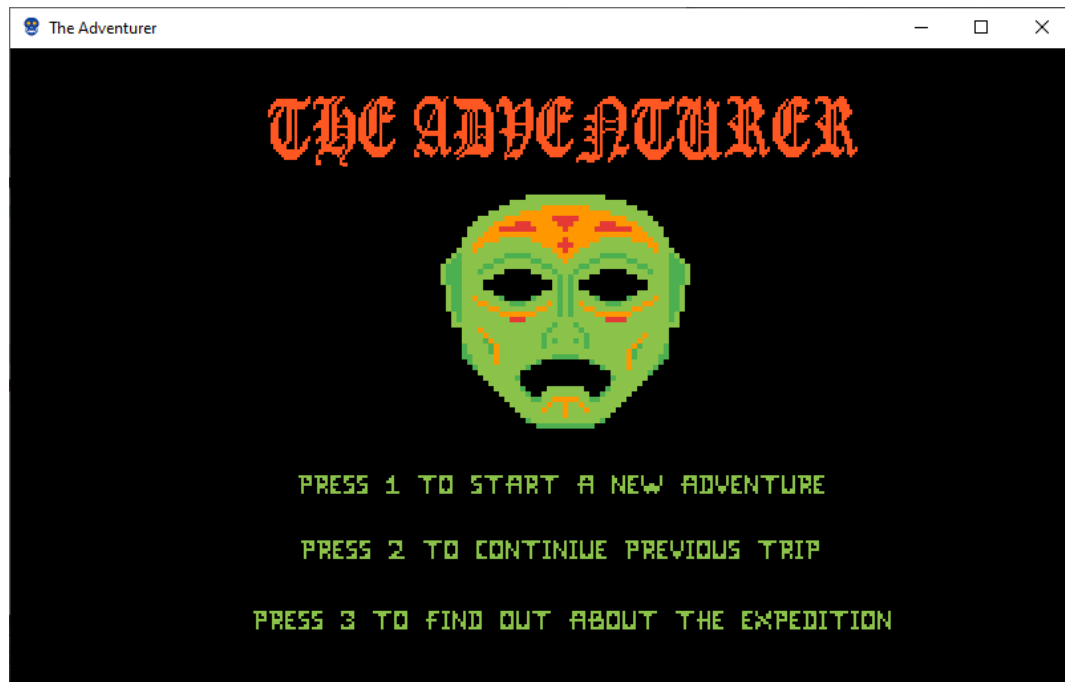 The Adventurer
THE ADVENTURER
PRESS 1 TO START A NEW ADVENTURE
PRESS 2 TO CONTINIUE PREVIOUS TRIP
PRESS 3 TO FIND OUT ABOUT THE EXPEDITION